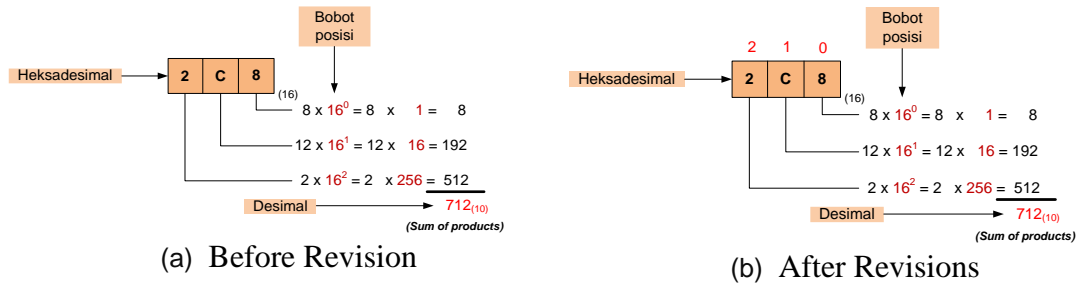 Bobot
posisi
Heksadesimal
2 C 8
(16)
8 x 16⁰ = 8 x 1 = 8
12 x 16¹ = 12 x 16 = 192
2 x 16² = 2 x 256 = 512
Desimal
712(10)
(Sum of products)
(a) Before Revision
Bobot
posisi
2 1 0
Heksadesimal
2 C 8
(16)
8 x 16⁰ = 8 x 1 = 8
12 x 16¹ = 12 x 16 = 192
2 x 16² = 2 x 256 = 512
Desimal
712(10)
(Sum of products)
(b) After Revisions